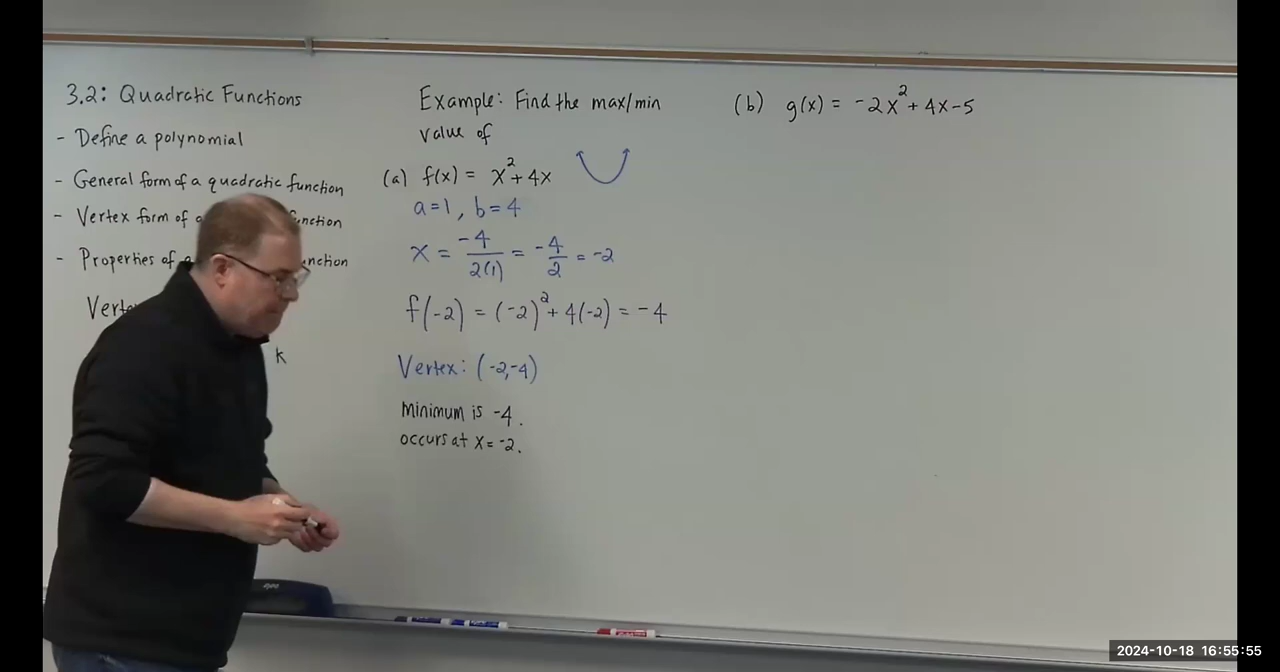 3.2: Quadratic Functions
- Define a polynomial
- General form of a quadratic function
- Vertex form of
- Properties of
K
Example: Find the max/min
value of
(a) f(x) = x² + 4x
a=1, b=4
x = -4/2(1) = -4/2 = -2
f(-2) = (-2)² + 4(-2) = -4
Vertex: (-2,-4)
Minimum is -4.
occurs at x = -2.
(b) g(x) = -2x² + 4x - 5
expo
2024-10-18 16:55:55